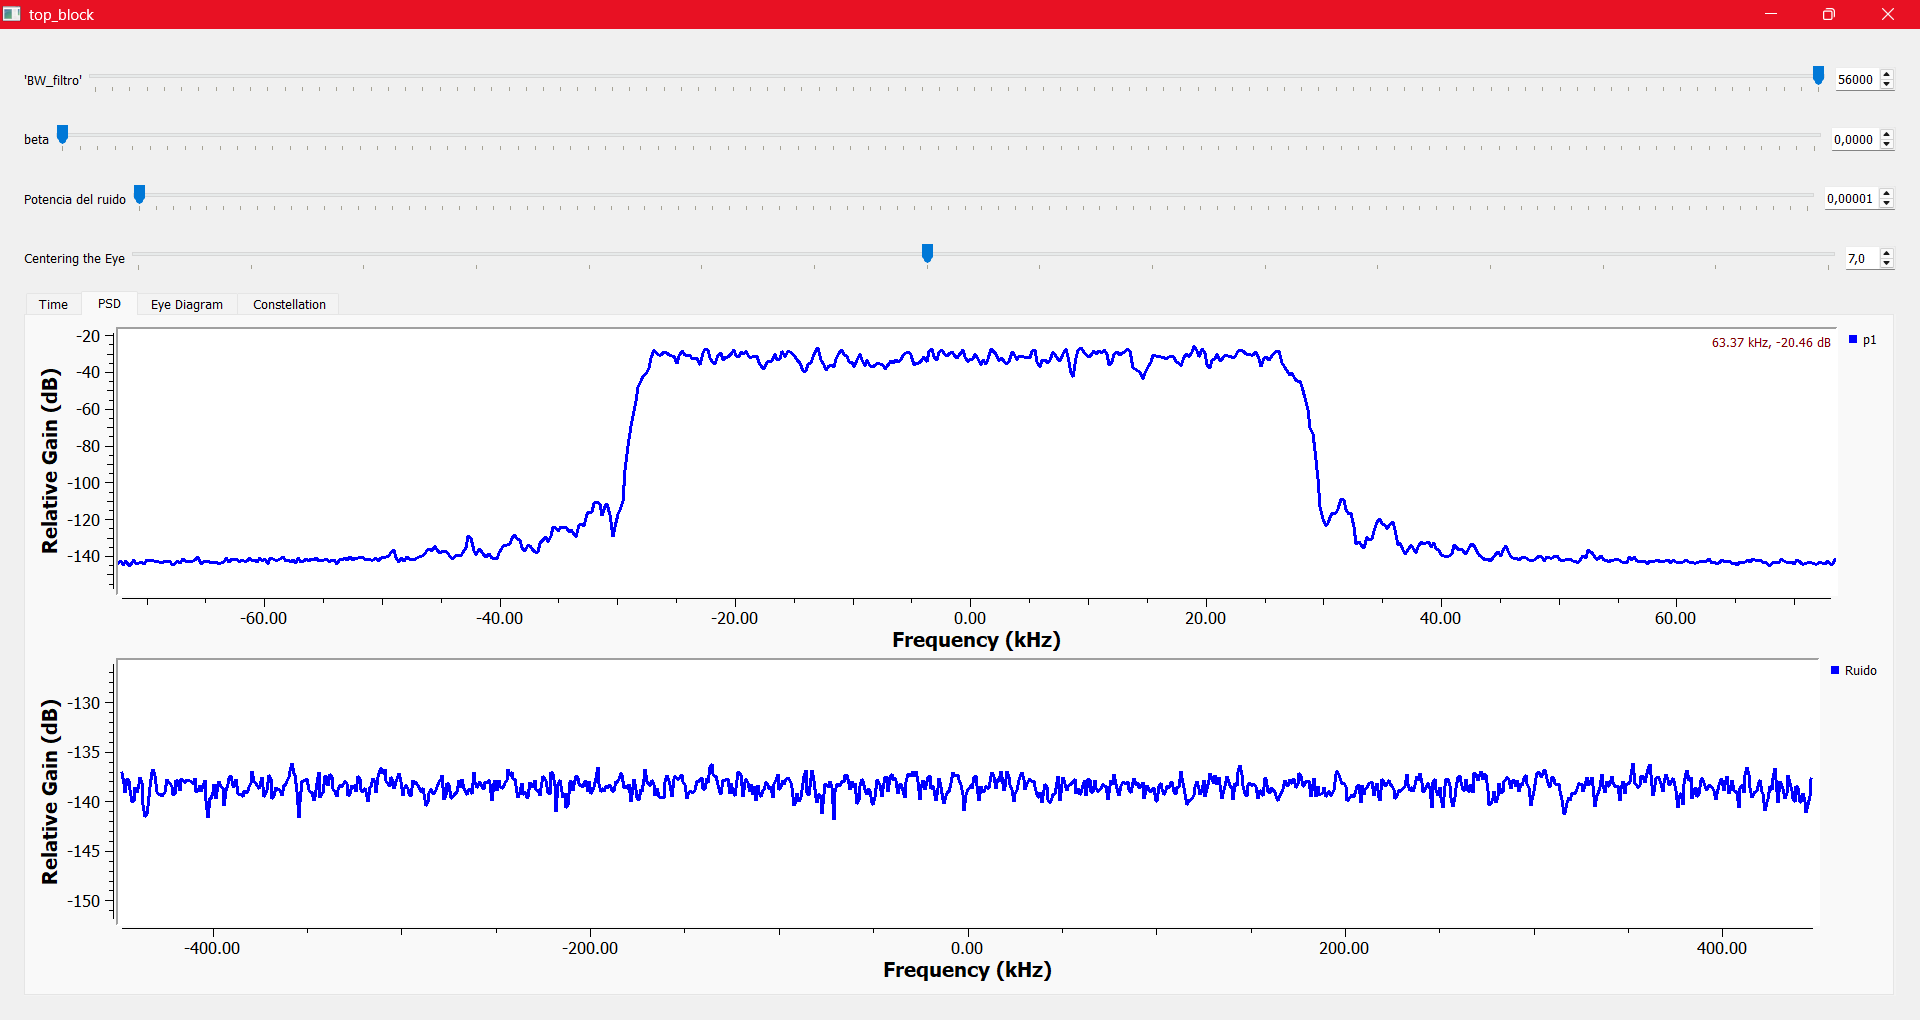 top_block
'BW_filtro' 56000
beta 0,0000
Potencia del ruido 0,00001
Centering the Eye 7,0
Time PSD Eye Diagram Constellation
63.37 kHz, -20.46 dB
p1
Relative Gain (dB)
-20
-40
-60
-80
-100
-120
-140
-60.00 -40.00 -20.00 0.00 20.00 40.00 60.00
Frequency (kHz)
Ruido
Relative Gain (dB)
-130
-135
-140
-145
-150
-400.00 -200.00 0.00 200.00 400.00
Frequency (kHz)